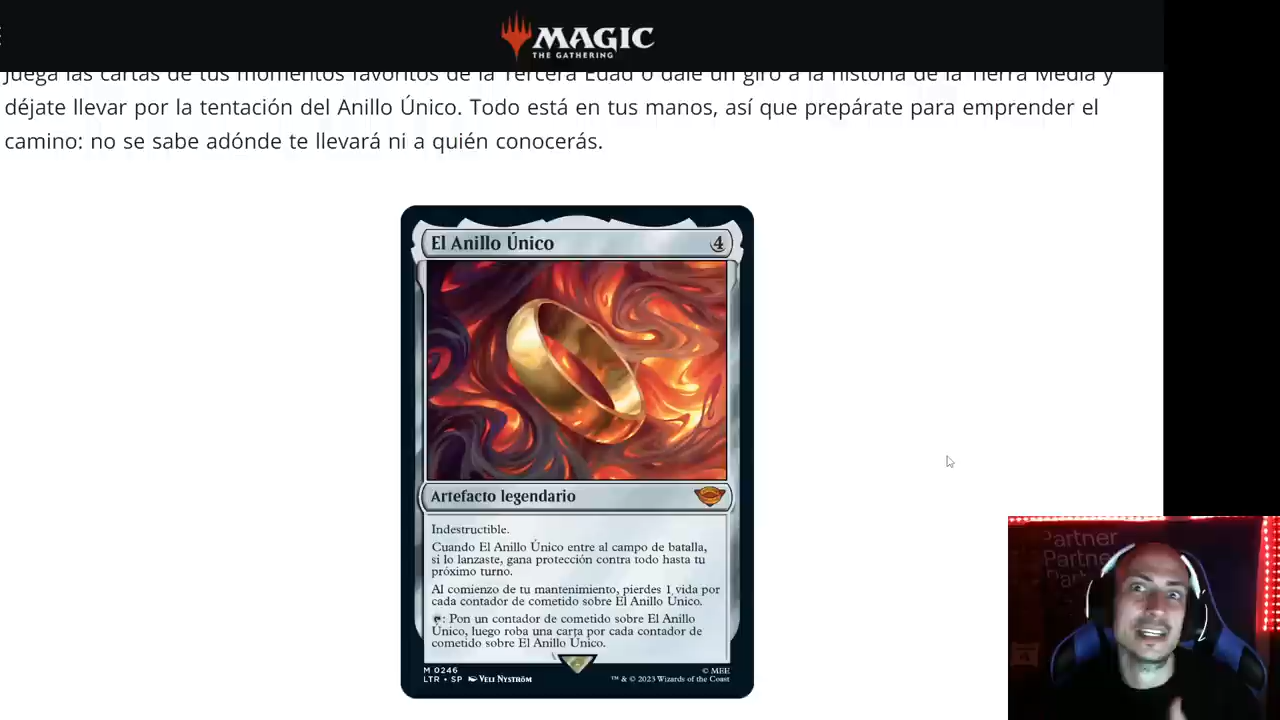 MAGIC
THE GATHERING
Juega las cartas de tus momentos favoritos de la Tercera Edad o dale un giro a la historia de la Tierra Media y
déjate llevar por la tentación del Anillo Único. Todo está en tus manos, así que prepárate para emprender el
camino: no se sabe adónde te llevará ni a quién conocerás.
El Anillo Único 4
Artefacto legendario
Indestructible.
Cuando El Anillo Único entre al campo de batalla,
si lo lanzaste, gana protección contra todo hasta tu
próximo turno.
Al comienzo de tu mantenimiento, pierdes 1 vida por
cada contador de cometido sobre El Anillo Único.
: Pon un contador de cometido sobre El Anillo
Único, luego roba una carta por cada contador de
cometido sobre El Anillo Único.
M 0246 © MEE
LTR • SP VELI NYSTRÖM ™ & © 2023 Wizards of the Coast
Partner
Partne